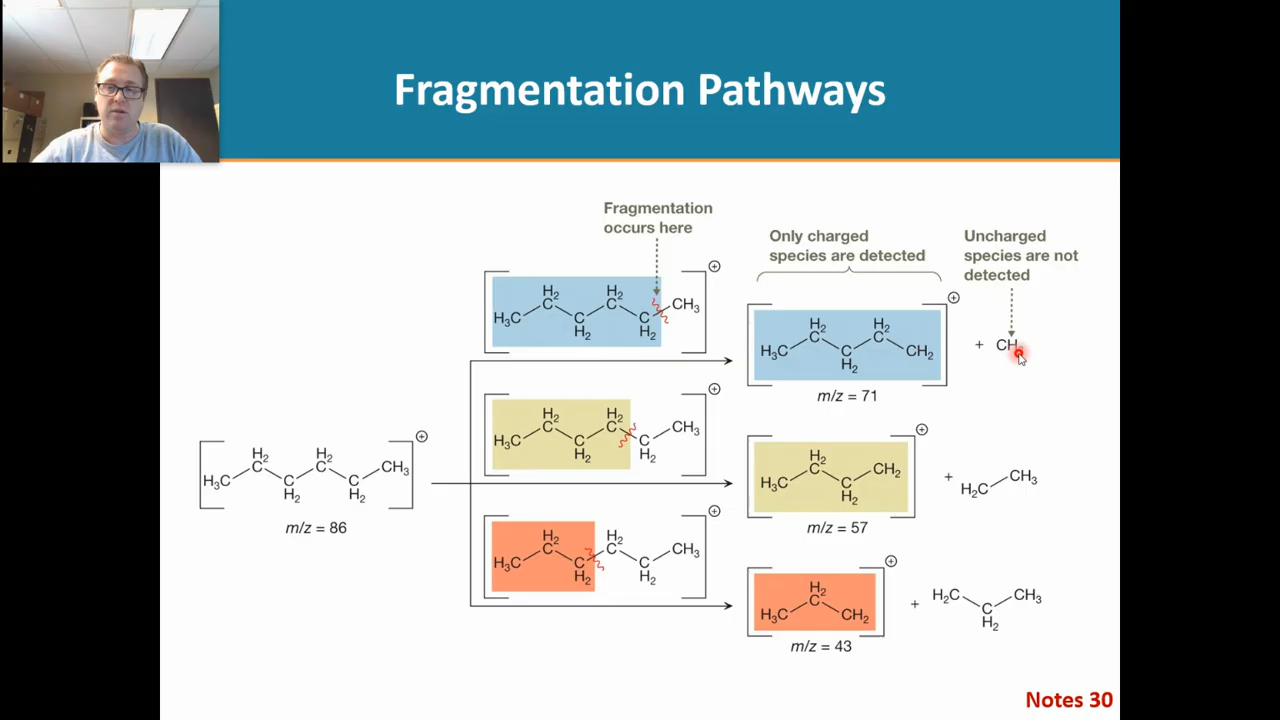 Fragmentation Pathways
Fragmentation
occurs here
Only charged
species are detected
Uncharged
species are not
detected
H₃C H₂ C C H₂ H₂ C C H₂ CH₃ ⊕
H₃C H₂ C C H₂ H₂ C CH₂ ⊕
+ CH
m/z = 71
H₃C H₂ C C H₂ H₂ C C H₂ CH₃ ⊕
H₃C H₂ C C H₂ CH₂ ⊕
+ H₂C CH₃
m/z = 57
H₃C H₂ C C H₂ H₂ C C H₂ CH₃ ⊕
m/z = 86
H₃C H₂ C C H₂ H₂ C C H₂ CH₃ ⊕
H₃C H₂ C CH₂ ⊕
+ H₂C C H₂ CH₃
m/z = 43
Notes 30